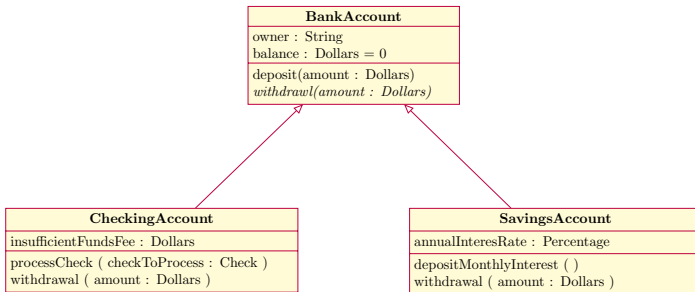 BankAccount
owner : String
balance : Dollars = 0
deposit(amount : Dollars)
withdrawl(amount : Dollars)
CheckingAccount
insufficientFundsFee : Dollars
processCheck ( checkToProcess : Check )
withdrawal ( amount : Dollars )
SavingsAccount
annualInteresRate : Percentage
depositMonthlyInterest ( )
withdrawal ( amount : Dollars )